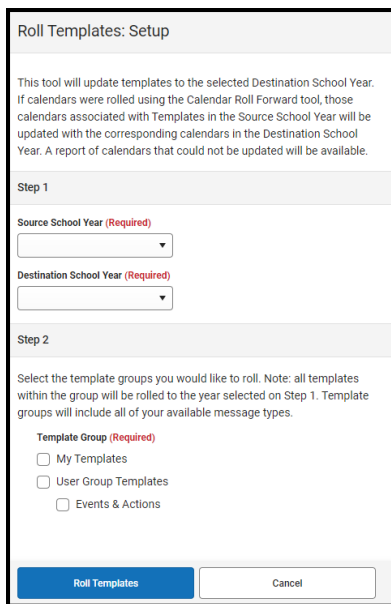 Roll Templates: Setup
This tool will update templates to the selected Destination School Year.
If calendars were rolled using the Calendar Roll Forward tool, those
calendars associated with Templates in the Source School Year will be
updated with the corresponding calendars in the Destination School
Year. A report of calendars that could not be updated will be available.
Step 1
Source School Year (Required)
Destination School Year (Required)
Step 2
Select the template groups you would like to roll. Note: all templates
within the group will be rolled to the year selected on Step 1. Template
groups will include all of your available message types.
Template Group (Required)
My Templates
User Group Templates
Events & Actions
Roll Templates
Cancel